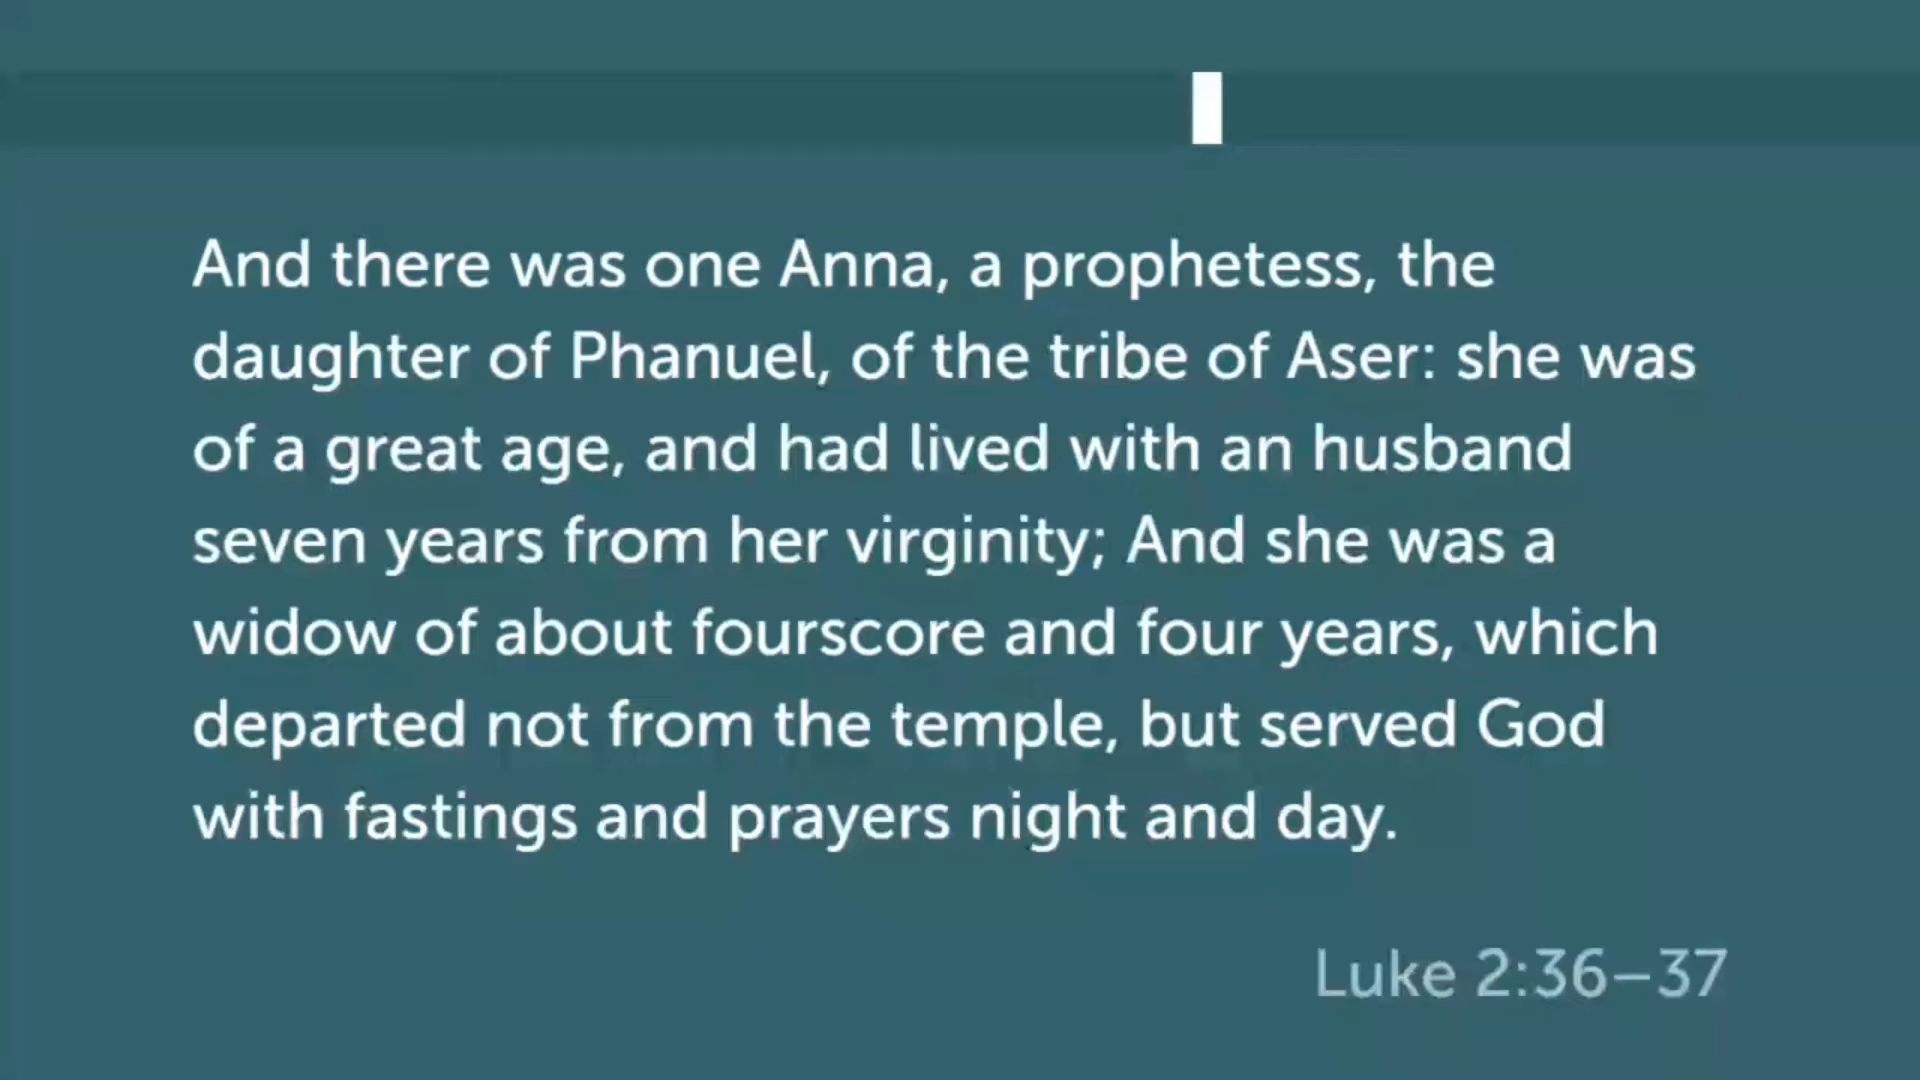 And there was one Anna, a prophetess, the
daughter of Phanuel, of the tribe of Aser: she was
of a great age, and had lived with an husband
seven years from her virginity; And she was a
widow of about fourscore and four years, which
departed not from the temple, but served God
with fastings and prayers night and day.
Luke 2:36–37